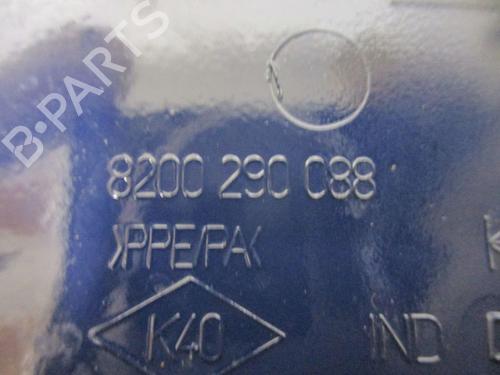 B-PARTS
8200 290 088
>PPE/PA<
K40
IND